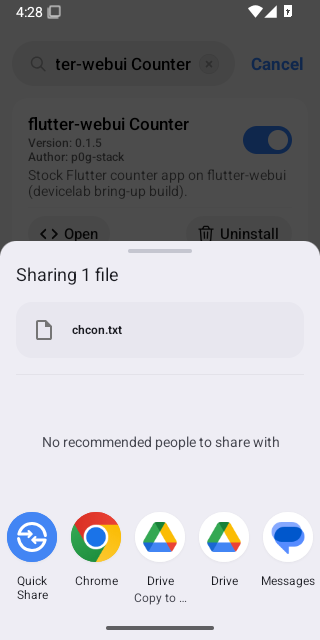 4:28
ter-webui Counter
Cancel
flutter-webui Counter
Version: 0.1.5
Author: p0g-stack
Stock Flutter counter app on flutter-webui
(devicelab bring-up build).
Open
Uninstall
Sharing 1 file
chcon.txt
No recommended people to share with
Quick
Share
Chrome
Drive
Copy to ...
Drive
Messages